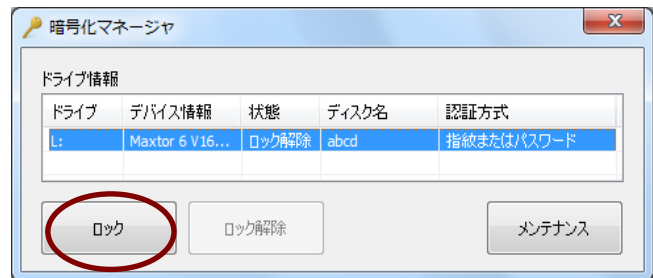 暗号化マネージャ
ドライブ情報
ドライブ デバイス情報 状態 ディスク名 認証方式
L: Maxtor 6 V16... ロック解除 abcd 指紋またはパスワード
ロック ロック解除 メンテナンス